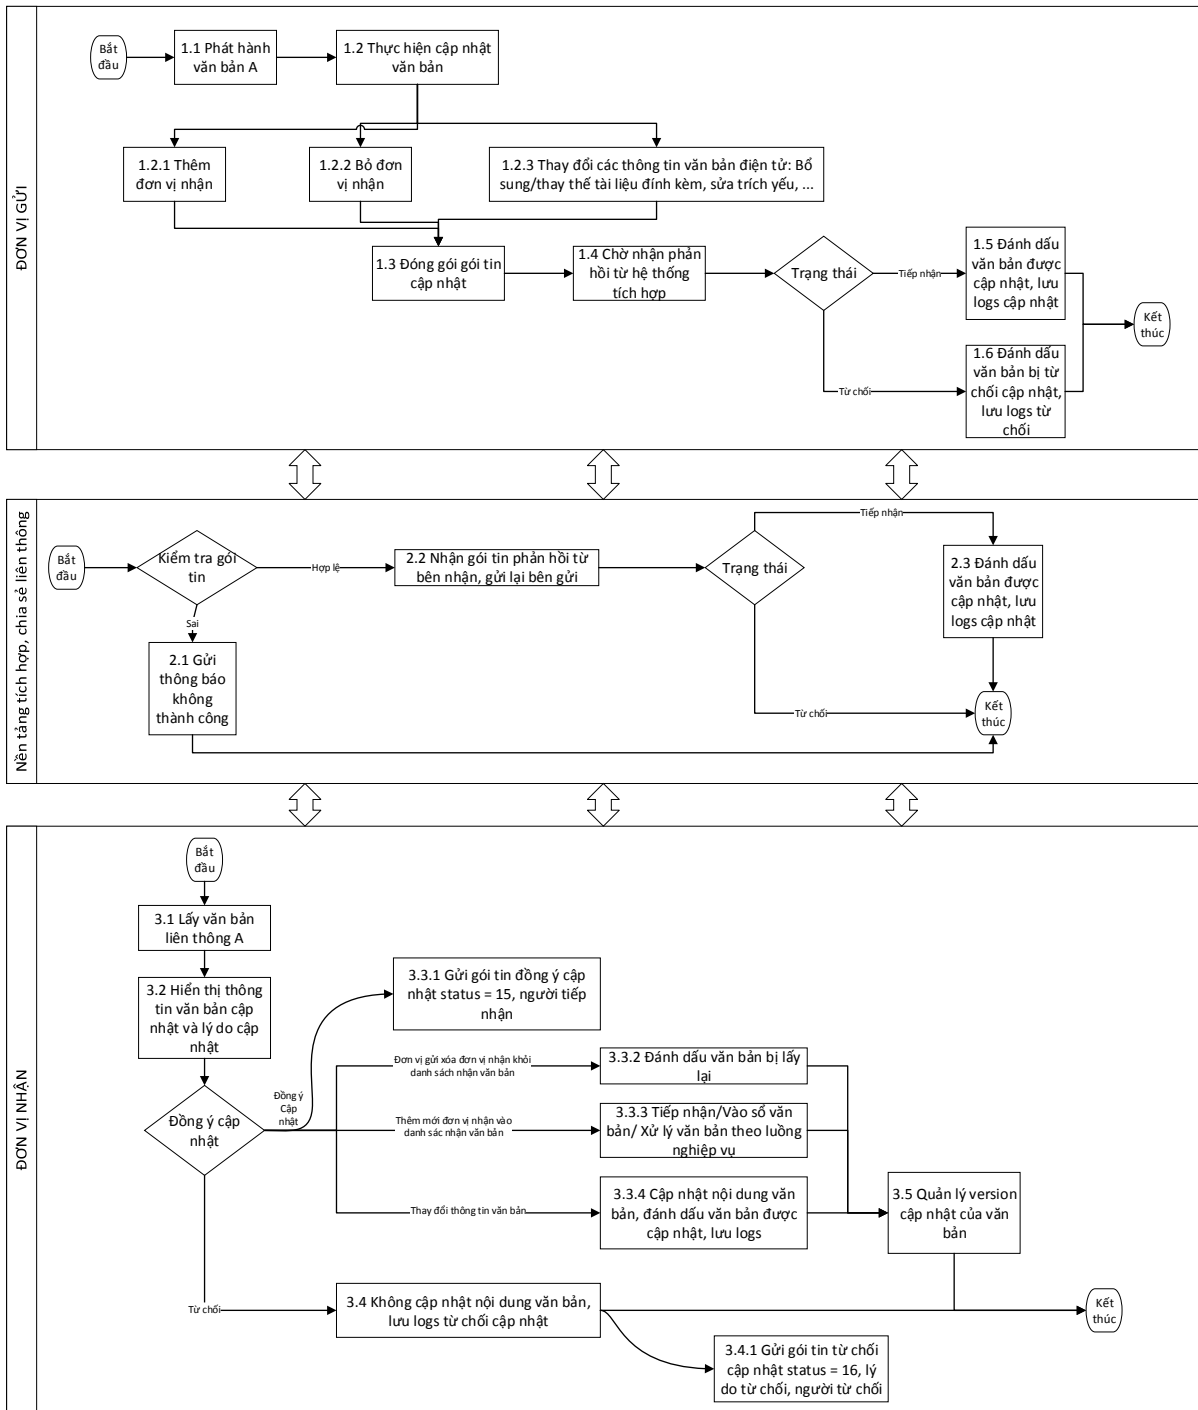 ĐƠN VỊ GỬI
Bắt
đầu
1.1 Phát hành
văn bản A
1.2 Thực hiện cập nhật
văn bản
1.2.1 Thêm
đơn vị nhận
1.2.2 Bỏ đơn
vị nhận
1.2.3 Thay đổi các thông tin văn bản điện tử: Bổ
sung/thay thế tài liệu đính kèm, sửa trích yếu, ...
1.3 Đóng gói gói tin
cập nhật
1.4 Chờ nhận phản
hồi từ hệ thống
tích hợp
Trạng thái
Tiếp nhận
1.5 Đánh dấu
văn bản được
cập nhật, lưu
logs cập nhật
Từ chối
1.6 Đánh dấu
văn bản bị từ
chối cập nhật,
lưu logs từ
chối
Kết
thúc
Nền tảng tích hợp, chia sẻ liên thông
Bắt
đầu
Kiểm tra gói
tin
Hợp lệ
Sai
2.1 Gửi
thông báo
không
thành công
2.2 Nhận gói tin phản hồi từ
bên nhận, gửi lại bên gửi
Trạng thái
Tiếp nhận
2.3 Đánh dấu
văn bản được
cập nhật, lưu
logs cập nhật
Từ chối
Kết
thúc
ĐƠN VỊ NHẬN
Bắt
đầu
3.1 Lấy văn bản
liên thông A
3.2 Hiển thị thông
tin văn bản cập
nhật và lý do cập
nhật
Đồng ý cập
nhật
Đồng ý
Cập
nhật
3.3.1 Gửi gói tin đồng ý cập
nhật status = 15, người tiếp
nhận
Đơn vị gửi xóa đơn vị nhận khỏi
danh sách nhận văn bản
3.3.2 Đánh dấu văn bản bị lấy
lại
Thêm mới đơn vị nhận vào
danh sác nhận văn bản
3.3.3 Tiếp nhận/Vào sổ văn
bản/ Xử lý văn bản theo luồng
nghiệp vụ
Thay đổi thông tin văn bản
3.3.4 Cập nhật nội dung văn
bản, đánh dấu văn bản được
cập nhật, lưu logs
3.5 Quản lý version
cập nhật của văn
bản
Từ chối
3.4 Không cập nhật nội dung văn bản,
lưu logs từ chối cập nhật
3.4.1 Gửi gói tin từ chối
cập nhật status = 16, lý
do từ chối, người từ chối
Kết
thúc